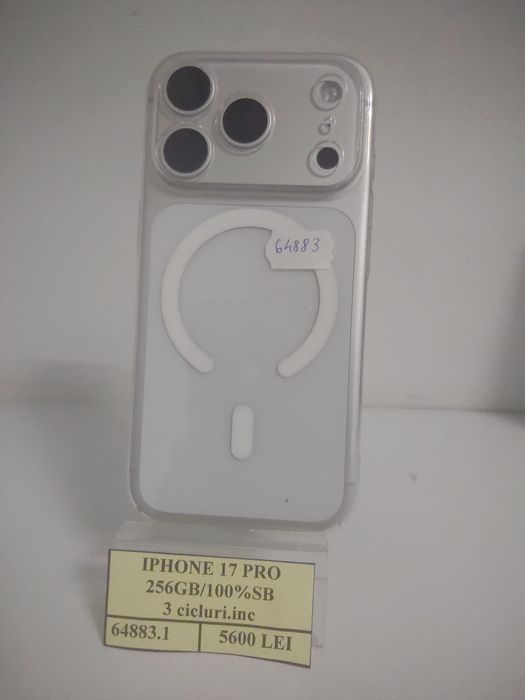 64883
IPHONE 17 PRO
256GB/100%SB
3 cicluri.inc
64883.1 5600 LEI